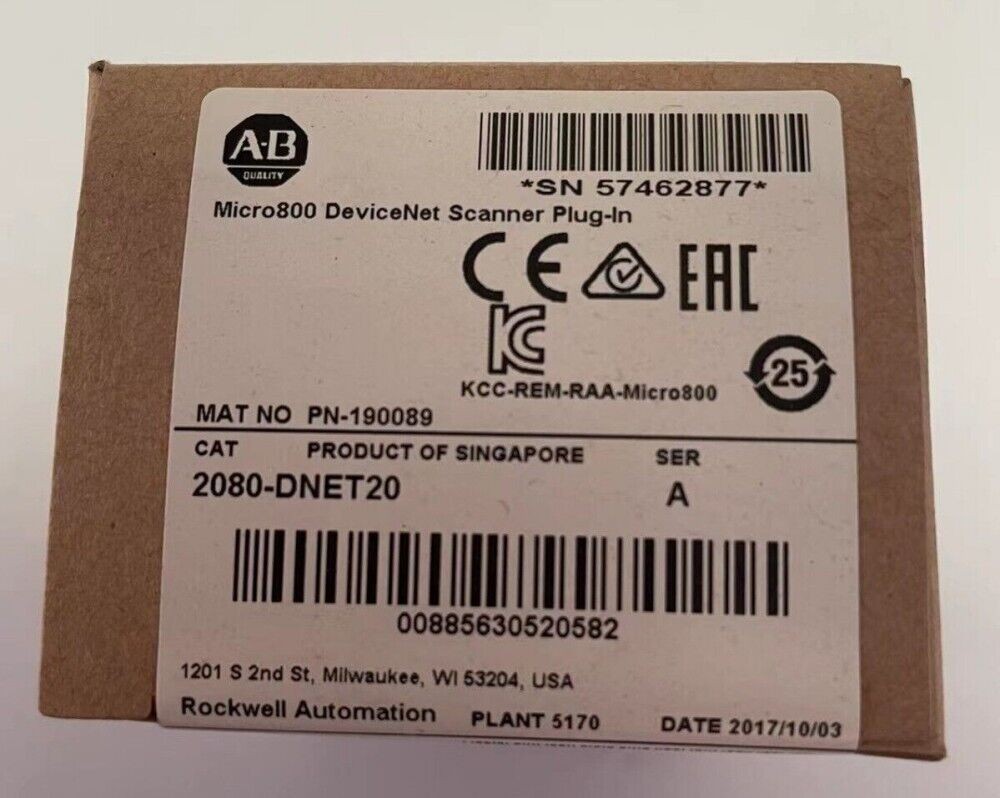 A-B
QUALITY
*SN 57462877*
Micro800 DeviceNet Scanner Plug-In
CE EAC
KC
KCC-REM-RAA-Micro800
25
MAT NO PN-190089
CAT PRODUCT OF SINGAPORE SER
2080-DNET20 A
00885630520582
1201 S 2nd St, Milwaukee, WI 53204, USA
Rockwell Automation PLANT 5170 DATE 2017/10/03